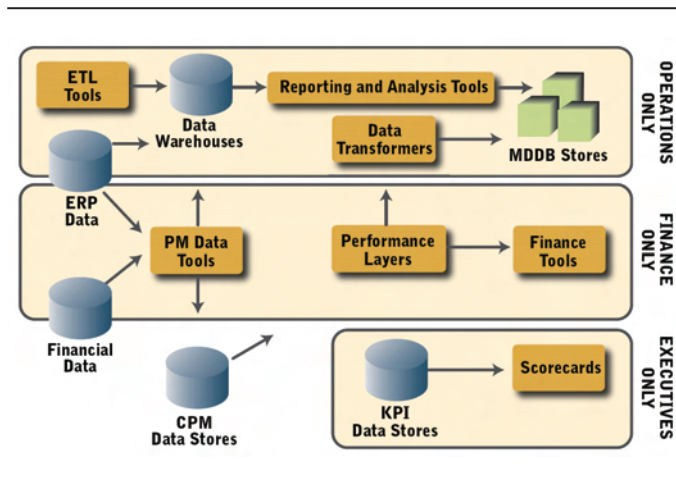 ETL
Tools
Data
Warehouses
Reporting and Analysis Tools
Data
Transformers
MDDB Stores
OPERATIONS
ONLY
ERP
Data
PM Data
Tools
Performance
Layers
Finance
Tools
FINANCE
ONLY
Financial
Data
CPM
Data Stores
KPI
Data Stores
Scorecards
EXECUTIVES
ONLY